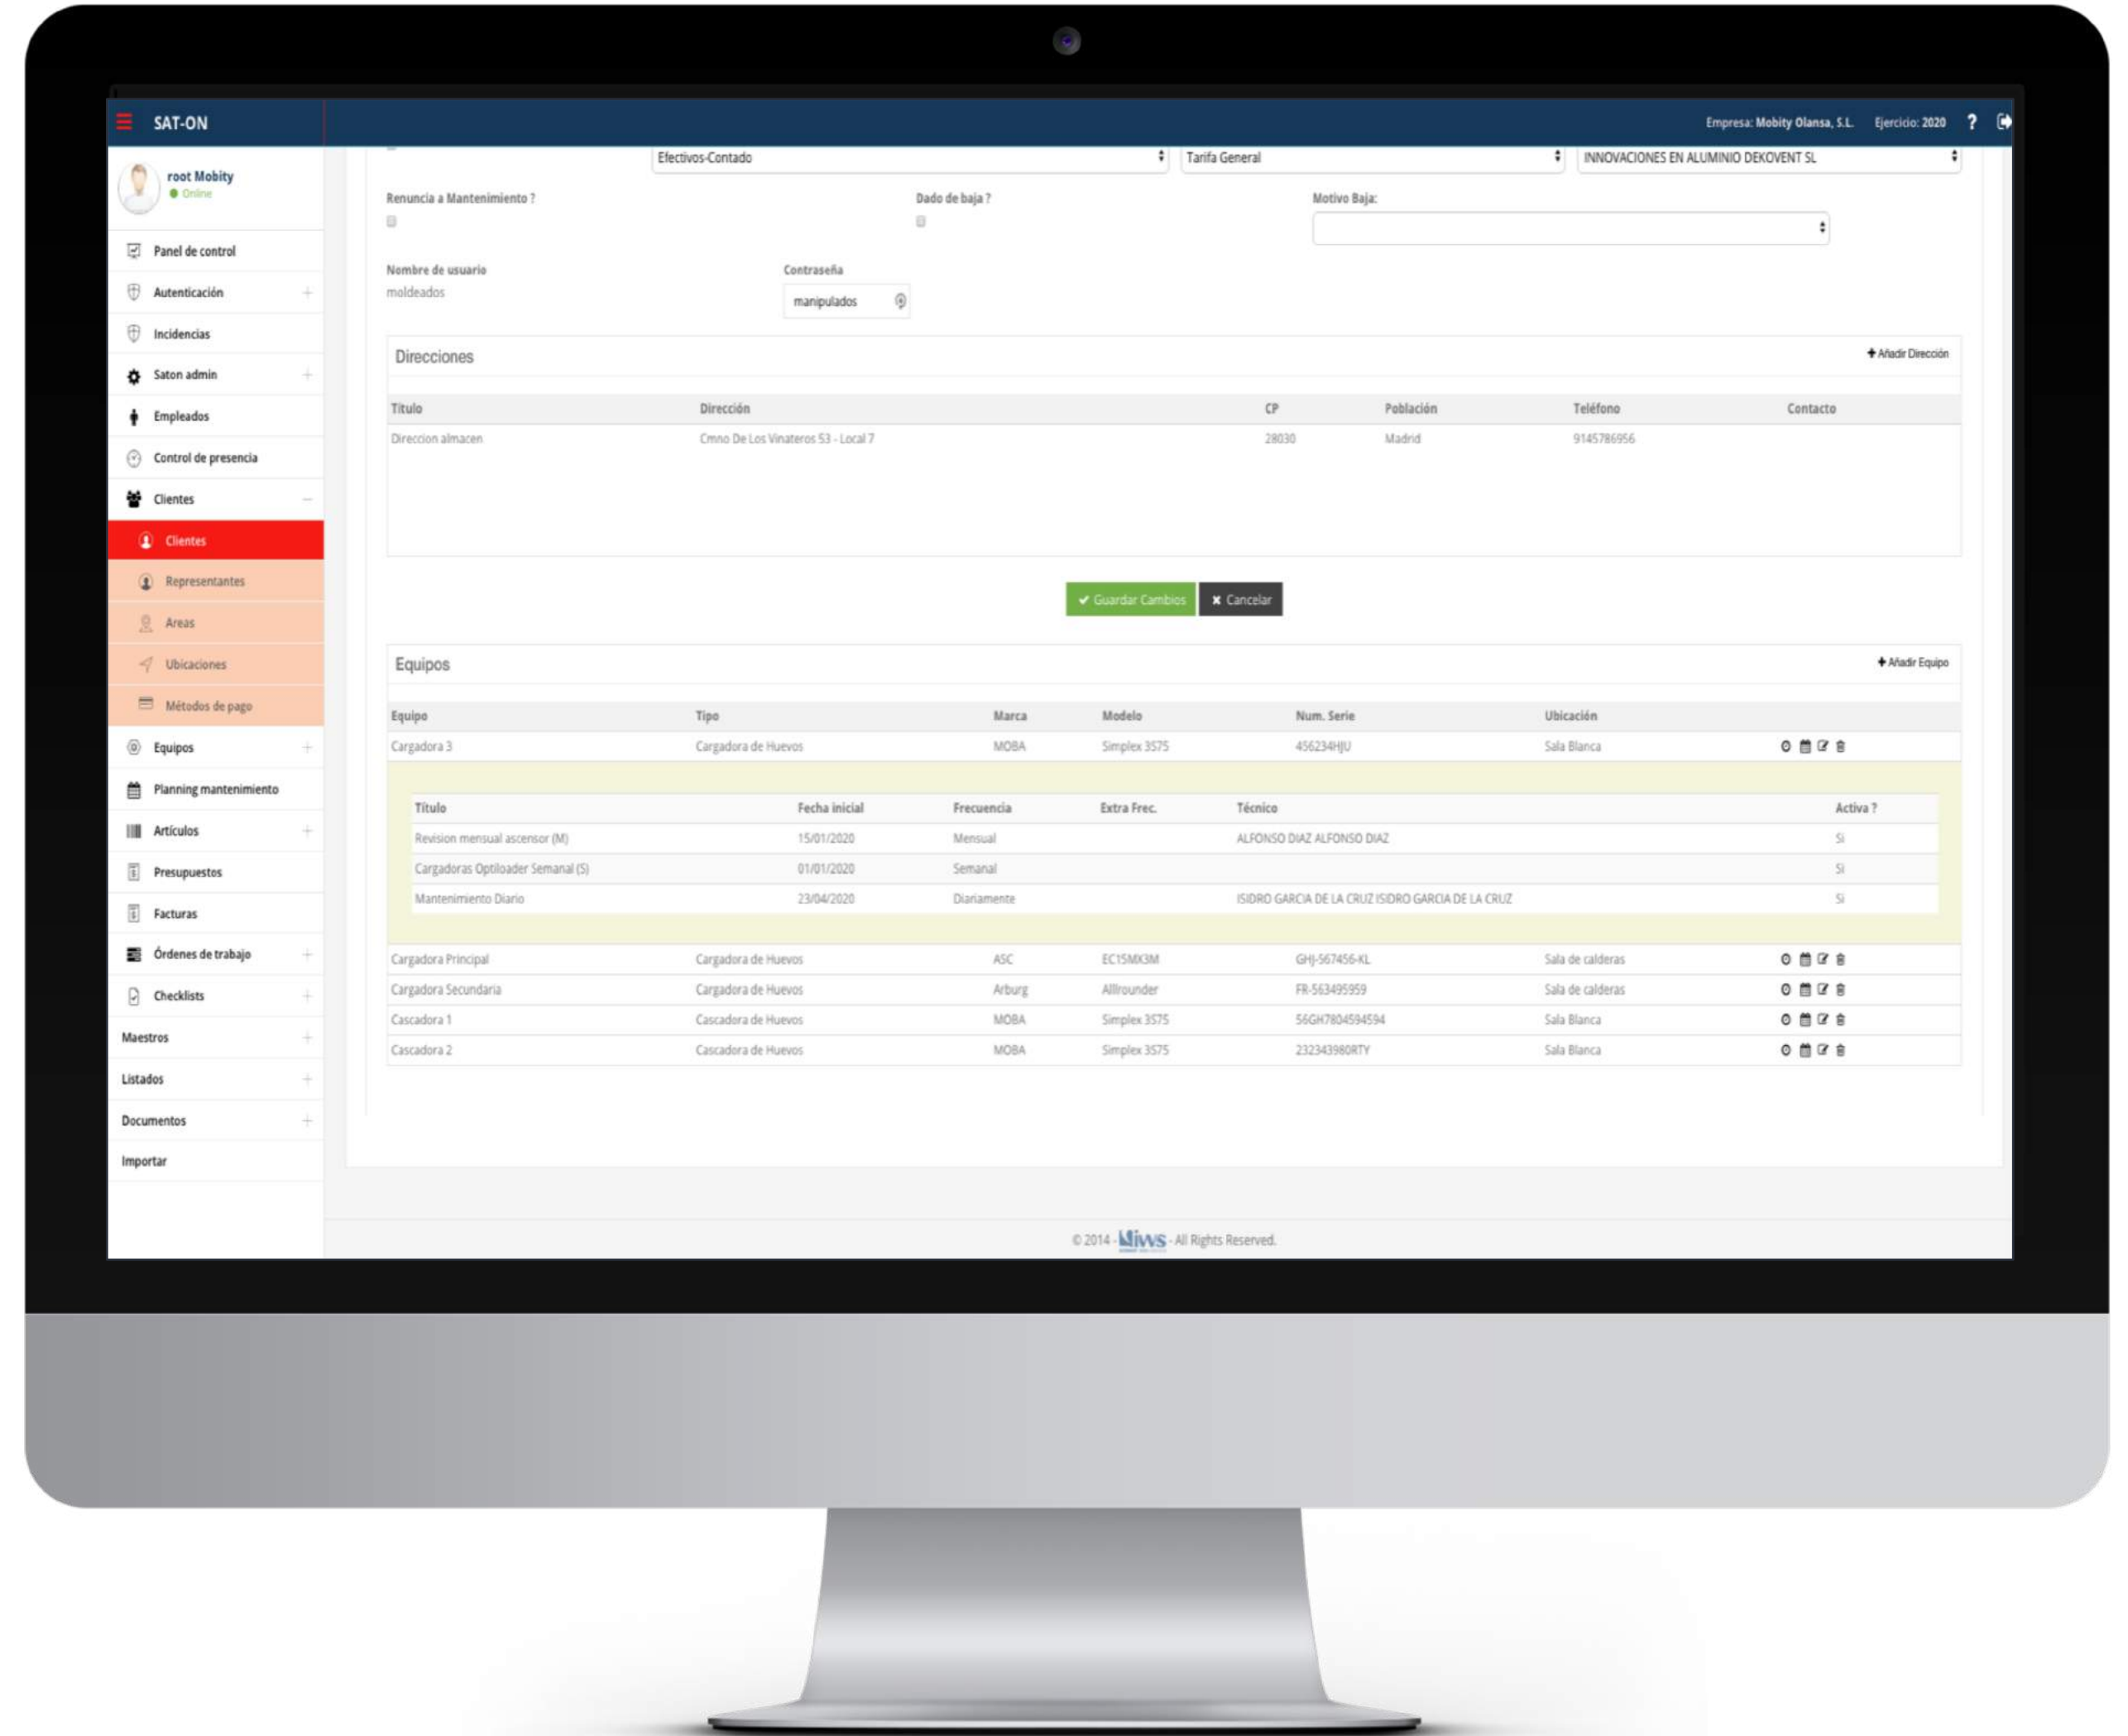 SAT-ON
Empresa: Mobity Olansa, S.L. Ejercicio: 2020 ?
root Mobity
Online
Panel de control
Autenticación
Incidencias
Saton admin
Empleados
Control de presencia
Clientes
Clientes
Representantes
Areas
Ubicaciones
Métodos de pago
Equipos
Planning mantenimiento
Artículos
Presupuestos
Facturas
Órdenes de trabajo
Checklists
Maestros
Listados
Documentos
Importar
Efectivos-Contado Tarifa General INNOVACIONES EN ALUMINIO DEKOVENT SL
Renuncia a Mantenimiento ? Dado de baja ? Motivo Baja:
Nombre de usuario Contraseña
moldeados manipulados
Direcciones + Añadir Dirección
Título Dirección CP Población Teléfono Contacto
Direccion almacen Cmno De Los Vinateros 53 - Local 7 28030 Madrid 9145786956
Guardar Cambios Cancelar
Equipos + Añadir Equipo
Equipo Tipo Marca Modelo Num. Serie Ubicación
Cargadora 3 Cargadora de Huevos MOBA Simplex 3S75 456234HJU Sala Blanca
Título Fecha inicial Frecuencia Extra Frec. Técnico Activa ?
Revision mensual ascensor (M) 15/01/2020 Mensual ALFONSO DIAZ ALFONSO DIAZ Si
Cargadoras Optiloader Semanal (S) 01/01/2020 Semanal Si
Mantenimiento Diario 23/04/2020 Diariamente ISIDRO GARCIA DE LA CRUZ ISIDRO GARCIA DE LA CRUZ Si
Cargadora Principal Cargadora de Huevos ASC EC15MX3M GHJ-567456-KL Sala de calderas
Cargadora Secundaria Cargadora de Huevos Arburg Alllrounder FR-563495959 Sala de calderas
Cascadora 1 Cascadora de Huevos MOBA Simplex 3S75 56GH7804594594 Sala Blanca
Cascadora 2 Cascadora de Huevos MOBA Simplex 3S75 232343980RTY Sala Blanca
© 2014 - iws - All Rights Reserved.